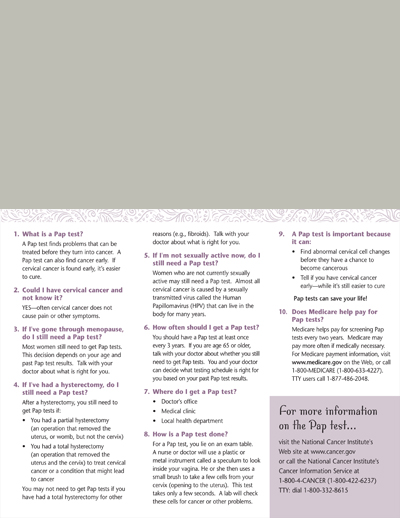 1. What is a Pap test?
A Pap test finds problems that can be
treated before they turn into cancer. A
Pap test can also find cancer early. If
cervical cancer is found early, it's easier
to cure.
2. Could I have cervical cancer and
not know it?
YES—often cervical cancer does not
cause pain or other symptoms.
3. If I've gone through menopause,
do I still need a Pap test?
Most women still need to get Pap tests.
This decision depends on your age and
past Pap test results. Talk with your
doctor about what is right for you.
4. If I've had a hysterectomy, do I
still need a Pap test?
After a hysterectomy, you still need to
get Pap tests if:
• You had a partial hysterectomy
(an operation that removed the
uterus, or womb, but not the cervix)
• You had a total hysterectomy
(an operation that removed the
uterus and the cervix) to treat cervical
cancer or a condition that might lead
to cancer
You may not need to get Pap tests if you
have had a total hysterectomy for other
reasons (e.g., fibroids). Talk with your
doctor about what is right for you.
5. If I'm not sexually active now, do I
still need a Pap test?
Women who are not currently sexually
active may still need a Pap test. Almost all
cervical cancer is caused by a sexually
transmitted virus called the Human
Papillomavirus (HPV) that can live in the
body for many years.
6. How often should I get a Pap test?
You should have a Pap test at least once
every 3 years. If you are age 65 or older,
talk with your doctor about whether you still
need to get Pap tests. You and your doctor
can decide what testing schedule is right for
you based on your past Pap test results.
7. Where do I get a Pap test?
• Doctor's office
• Medical clinic
• Local health department
8. How is a Pap test done?
For a Pap test, you lie on an exam table.
A nurse or doctor will use a plastic or
metal instrument called a speculum to look
inside your vagina. He or she then uses a
small brush to take a few cells from your
cervix (opening to the uterus). This test
takes only a few seconds. A lab will check
these cells for cancer or other problems.
9. A Pap test is important because
it can:
• Find abnormal cervical cell changes
before they have a chance to
become cancerous
• Tell if you have cervical cancer
early—while it's still easier to cure
Pap tests can save your life!
10. Does Medicare help pay for
Pap tests?
Medicare helps pay for screening Pap
tests every two years. Medicare may
pay more often if medically necessary.
For Medicare payment information, visit
www.medicare.gov on the Web, or call
1-800-MEDICARE (1-800-633-4227).
TTY users call 1-877-486-2048.
For more information
on the Pap test...
visit the National Cancer Institute's
Web site at www.cancer.gov
or call the National Cancer Institute's
Cancer Information Service at
1-800-4-CANCER (1-800-422-6237)
TTY: dial 1-800-332-8615